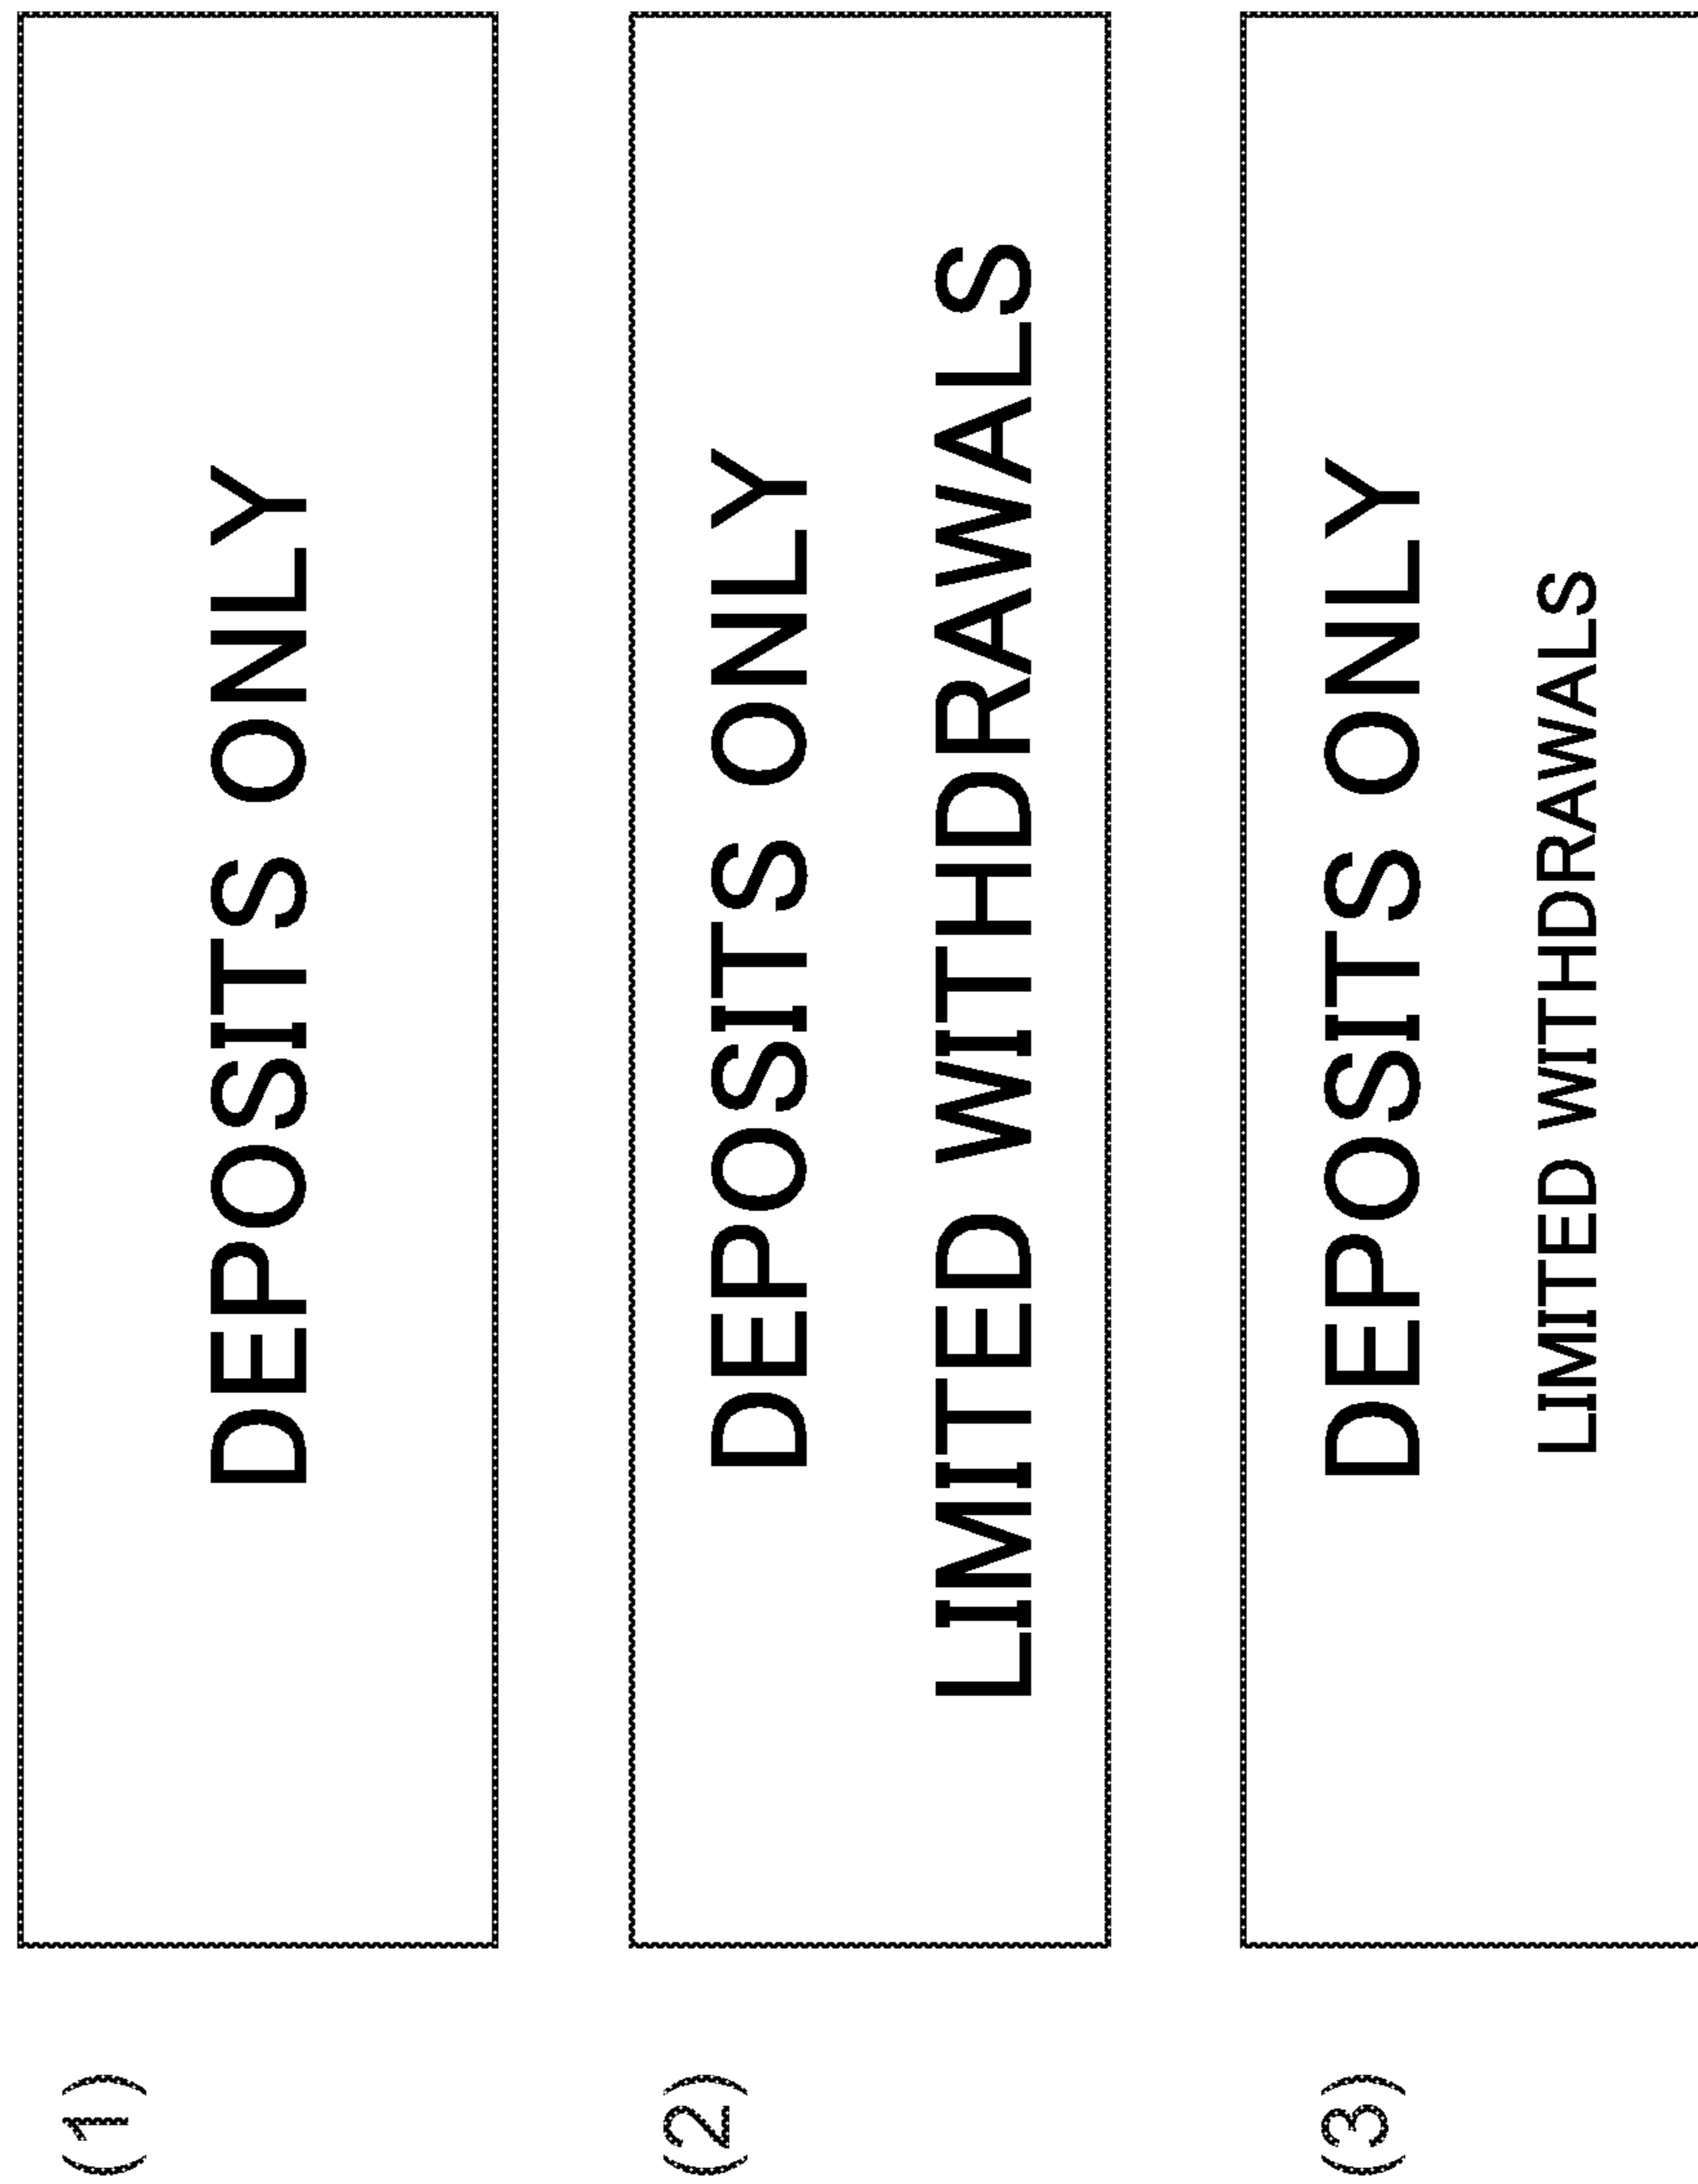 (1)
DEPOSITS ONLY
(2)
DEPOSITS ONLY
LIMITED WITHDRAWALS
(3)
DEPOSITS ONLY
LIMITED WITHDRAWALS